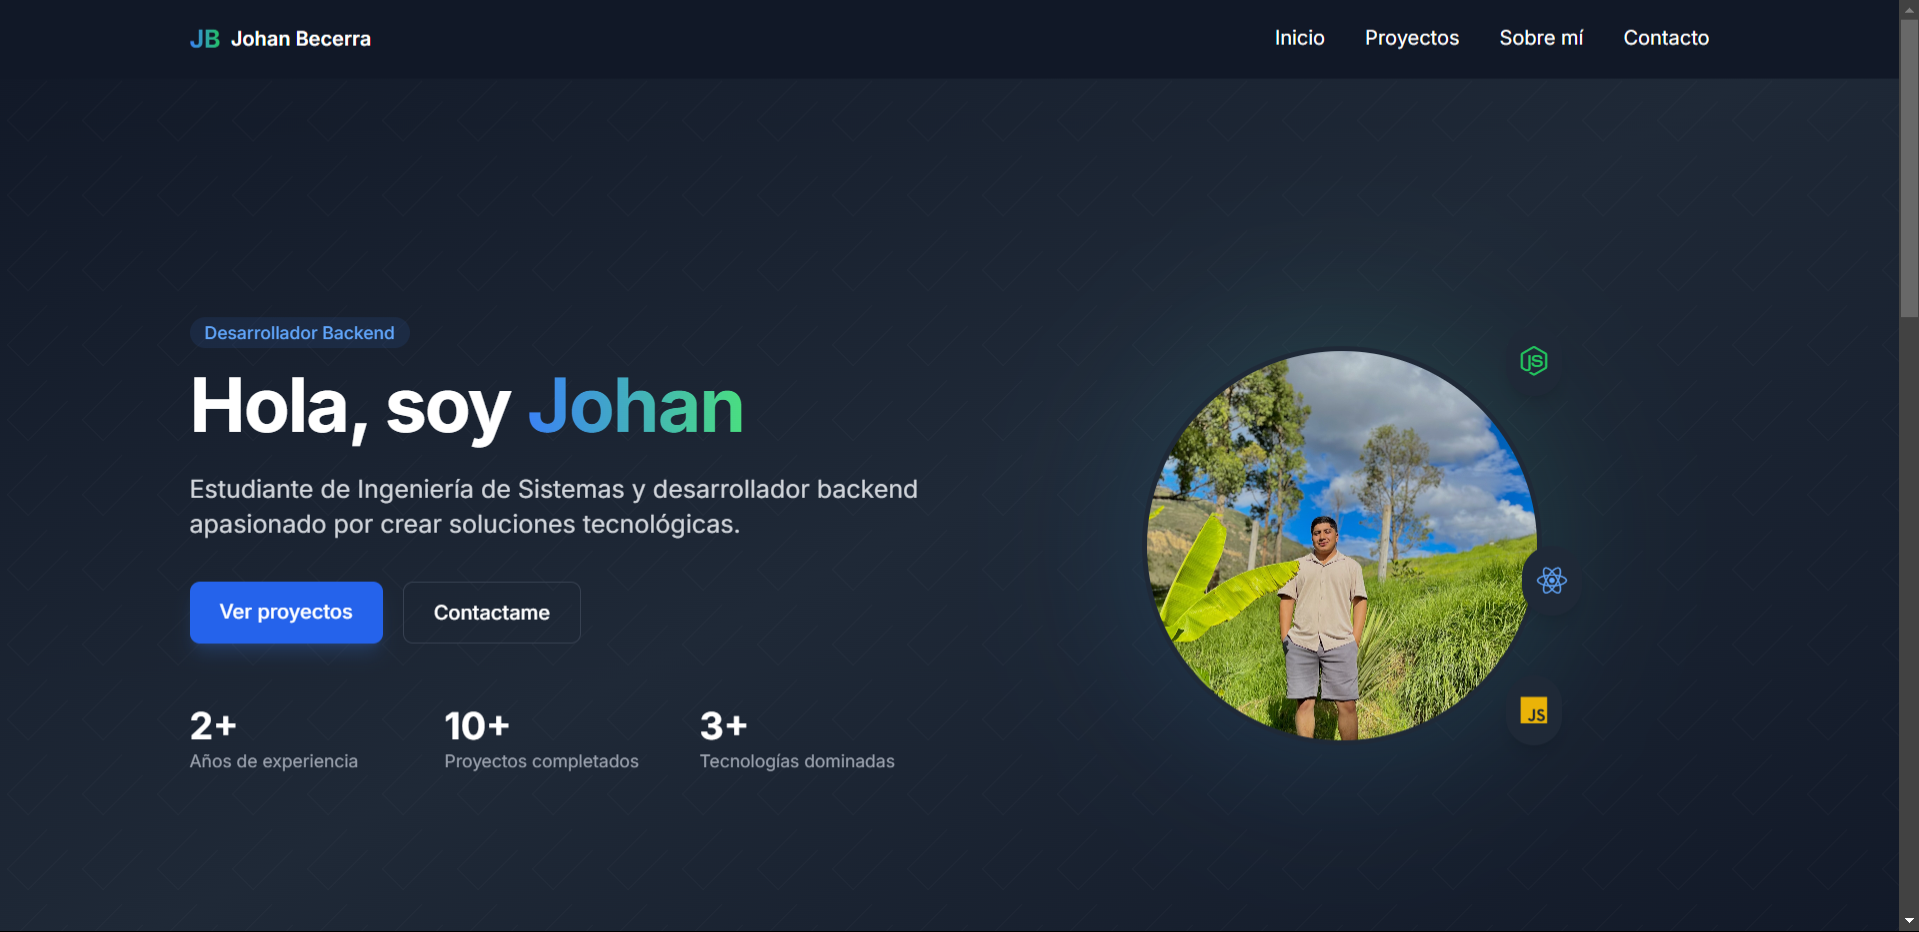 JB Johan Becerra
Inicio Proyectos Sobre mí Contacto
Desarrollador Backend
Hola, soy Johan
Estudiante de Ingeniería de Sistemas y desarrollador backend
apasionado por crear soluciones tecnológicas.
Ver proyectos Contactame
2+ 10+ 3+
Años de experiencia Proyectos completados Tecnologías dominadas
JS
JS